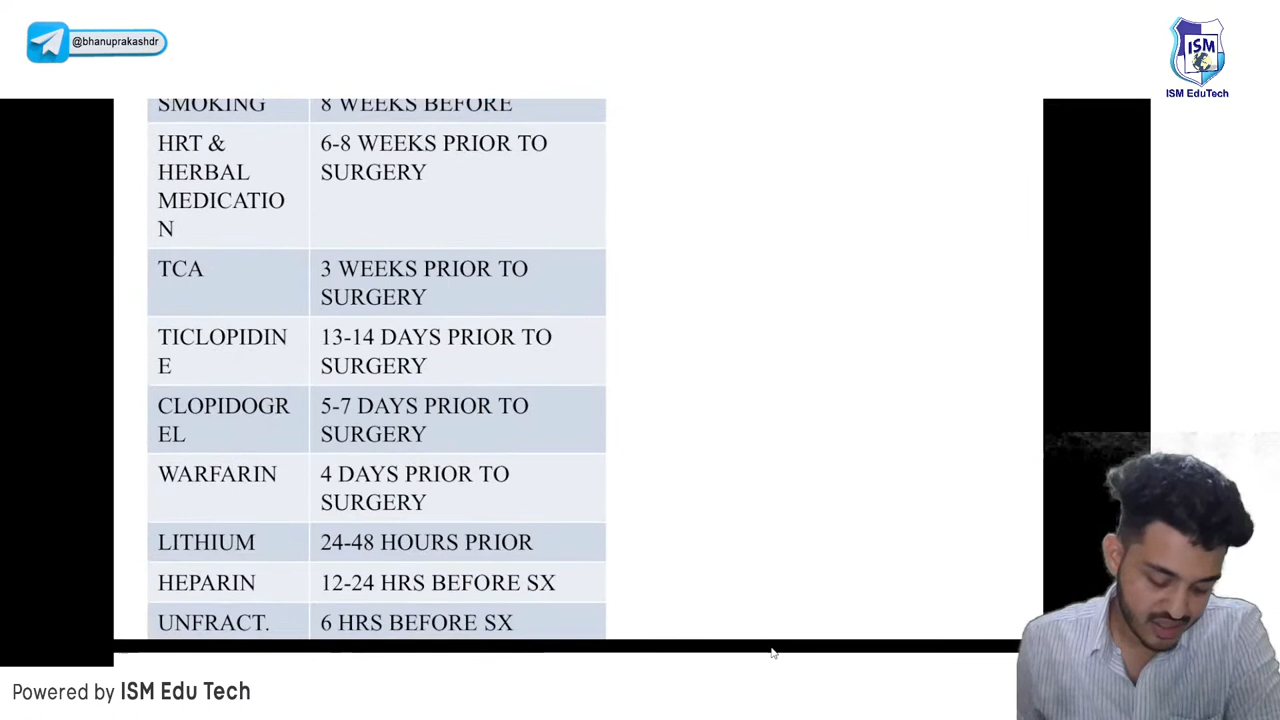 @bhanuprakashdr
ISM
ISM EduTech
SMOKING
8 WEEKS BEFORE
HRT &
HERBAL
MEDICATIO
N
6-8 WEEKS PRIOR TO
SURGERY
TCA
3 WEEKS PRIOR TO
SURGERY
TICLOPIDIN
E
13-14 DAYS PRIOR TO
SURGERY
CLOPIDOGR
EL
5-7 DAYS PRIOR TO
SURGERY
WARFARIN
4 DAYS PRIOR TO
SURGERY
LITHIUM
24-48 HOURS PRIOR
HEPARIN
12-24 HRS BEFORE SX
UNFRACT.
6 HRS BEFORE SX
Powered by ISM Edu Tech